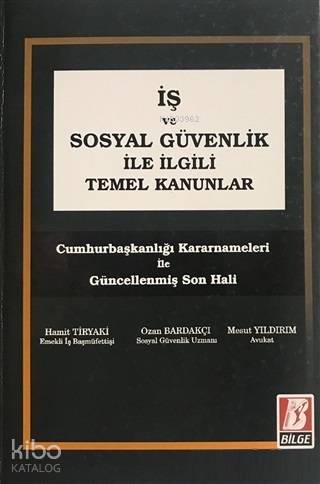 İŞ
ve
SOSYAL GÜVENLİK
İLE İLGİLİ
TEMEL KANUNLAR
Cumhurbaşkanlığı Kararnameleri
İle
Güncellenmiş Son Hali
Hamit TİRYAKİ
Emekli İş Başmüfettişi
Ozan BARDAKÇI
Sosyal Güvenlik Uzmanı
Mesut YILDIRIM
Avukat
BİLGE
kibo
KATALOG